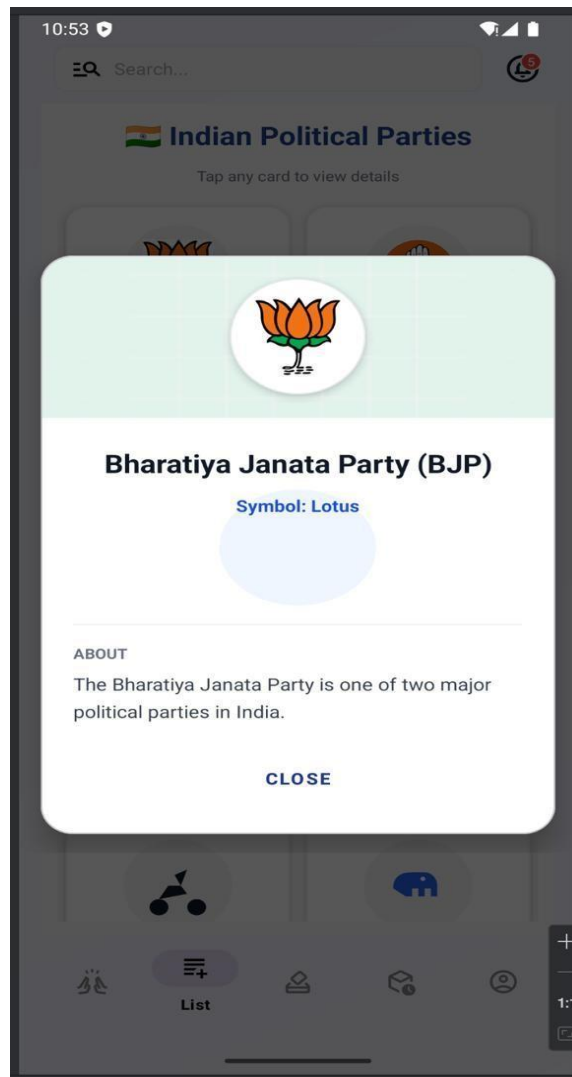 10:53
Search...
5
🇮🇳 Indian Political Parties
Tap any card to view details
Bharatiya Janata Party (BJP)
Symbol: Lotus
ABOUT
The Bharatiya Janata Party is one of two major
political parties in India.
CLOSE
List